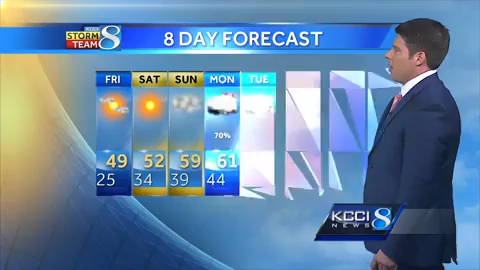 KCCI
STORM
TEAM 8
8 DAY FORECAST
FRI SAT SUN MON TUE
70%
49 52 59 61
25 34 39 44
KCCI 8
NEWS